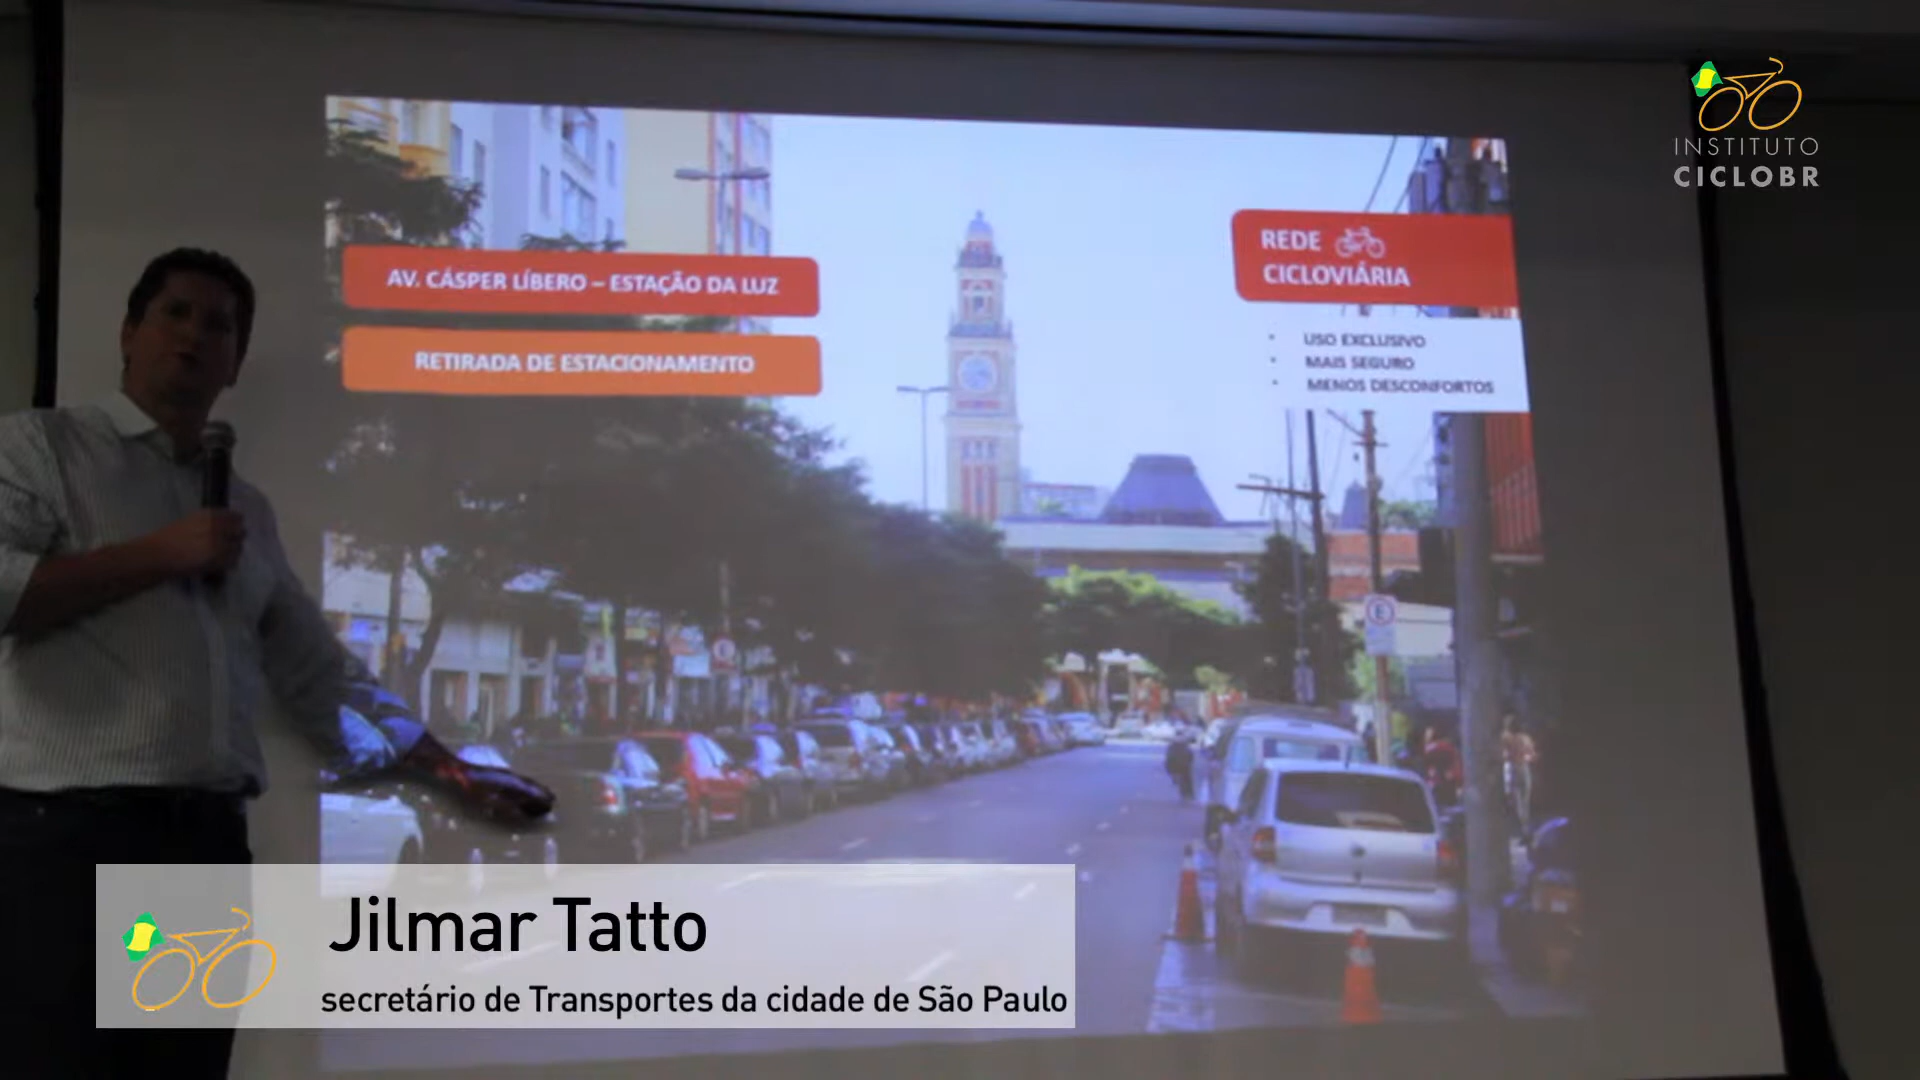 INSTITUTO
CICLOBR
AV. CÁSPER LÍBERO – ESTAÇÃO DA LUZ
RETIRADA DE ESTACIONAMENTO
REDE
CICLOVIÁRIA
• USO EXCLUSIVO
• MAIS SEGURO
• MENOS DESCONFORTOS
E
E
Jilmar Tatto
secretário de Transportes da cidade de São Paulo